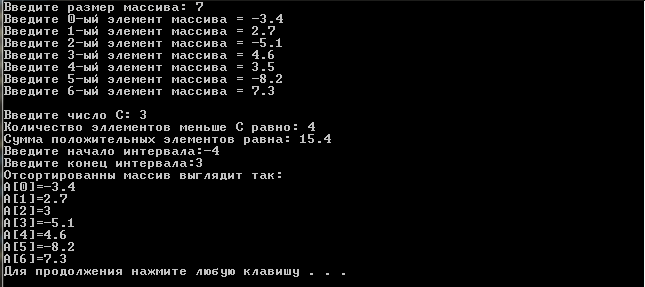 Введите размер массива: 7
Введите 0-ый элемент массива = -3.4
Введите 1-ый элемент массива = 2.7
Введите 2-ый элемент массива = -5.1
Введите 3-ый элемент массива = 4.6
Введите 4-ый элемент массива = 3.5
Введите 5-ый элемент массива = -8.2
Введите 6-ый элемент массива = 7.3
Введите число С: 3
Количество эллементов меньше С равно: 4
Сумма положительных элементов равна: 15.4
Введите начало интервала:-4
Введите конец интервала:3
Отсортированны массив выглядит так:
A[0]=-3.4
A[1]=2.7
A[2]=3
A[3]=-5.1
A[4]=4.6
A[5]=-8.2
A[6]=7.3
Для продолжения нажмите любую клавишу . . .